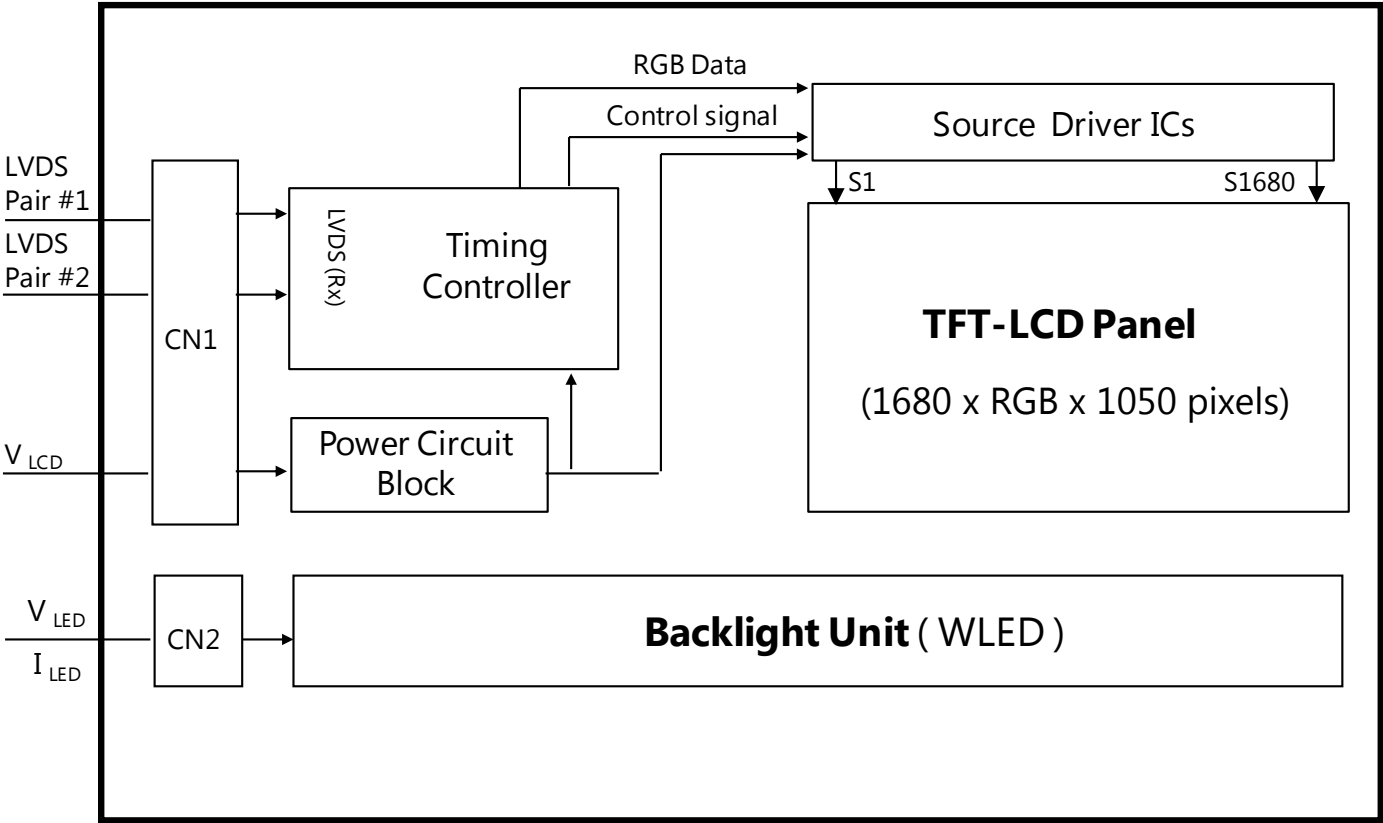 RGB Data
Control signal
Source Driver ICs
S1
S1680
LVDS
Pair #1
LVDS
Pair #2
LVDS (Rx)
Timing
Controller
CN1
TFT-LCD Panel
(1680 x RGB x 1050 pixels)
V LCD
Power Circuit
Block
V LED
I LED
CN2
Backlight Unit ( WLED )